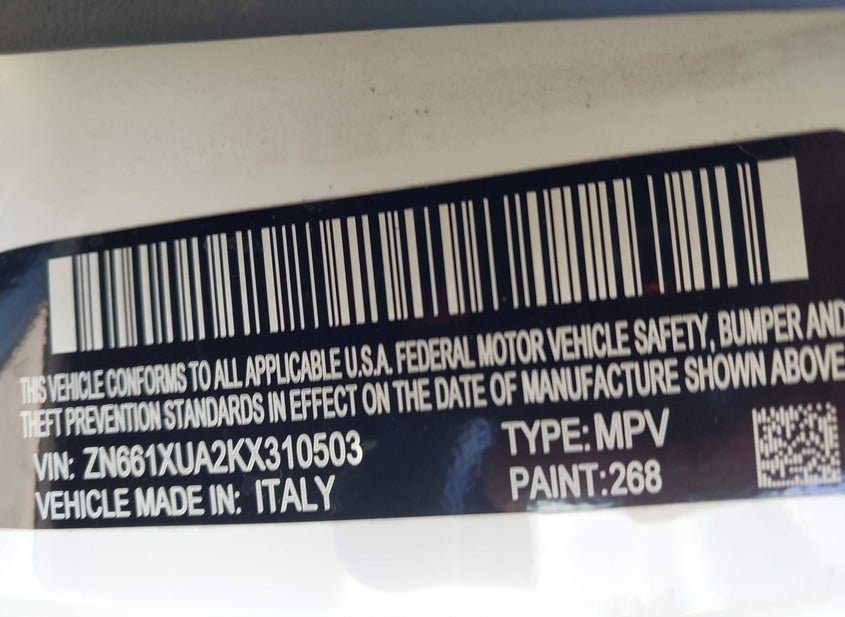 THIS VEHICLE CONFORMS TO ALL APPLICABLE U.S.A. FEDERAL MOTOR VEHICLE SAFETY, BUMPER AND
THEFT PREVENTION STANDARDS IN EFFECT ON THE DATE OF MANUFACTURE SHOWN ABOVE
VIN: ZN661XUA2KX310503 TYPE: MPV
VEHICLE MADE IN: ITALY PAINT:268